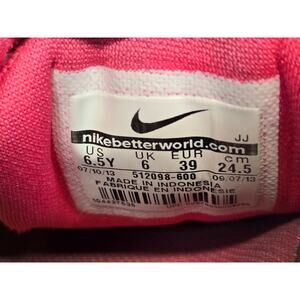 nikebetterworld.com JJ
US UK EUR cm
6.5Y 6 39 24.5
07/10/13 512098-600 09/07/13
MADE IN INDONESIA
FABRIQUE EN INDONESIE